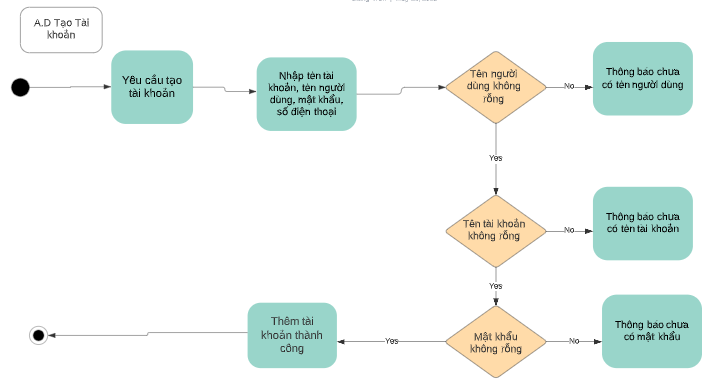 A.D Tạo Tài
khoản
Yêu cầu tạo
tài khoản
Nhập tên tài
khoản, tên người
dùng, mật khẩu,
số điện thoại
Tên người
dùng không
rỗng
No
Thông báo chưa
có tên người dùng
Yes
Tên tài khoản
không rỗng
No
Thông báo chưa
có tên tài khoản
Yes
Mật khẩu
không rỗng
No
Thông báo chưa
có mật khẩu
Yes
Thêm tài
khoản thành
công